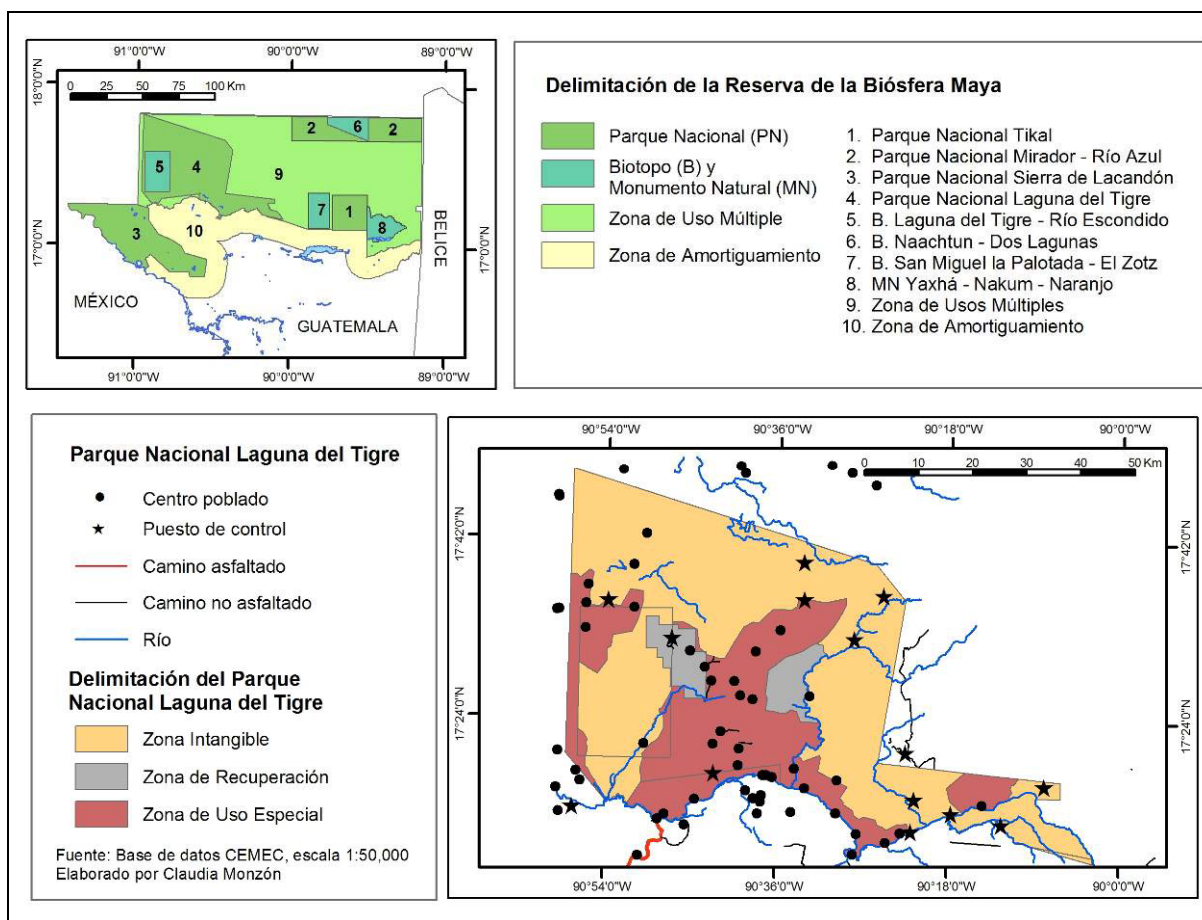 91°0'0"W 90°0'0"W 89°0'0"W
18°0'0"N
0 25 50 75 100 Km
2 6 2
5 4 9
7 1
3 10 8
17°0'0"N 17°0'0"N
BELICE
MÉXICO
GUATEMALA
91°0'0"W 90°0'0"W 89°0'0"W
Delimitación de la Reserva de la Biósfera Maya
Parque Nacional (PN)
Biotopo (B) y
Monumento Natural (MN)
Zona de Uso Múltiple
Zona de Amortiguamiento
1. Parque Nacional Tikal
2. Parque Nacional Mirador - Río Azul
3. Parque Nacional Sierra de Lacandón
4. Parque Nacional Laguna del Tigre
5. B. Laguna del Tigre - Río Escondido
6. B. Naachtun - Dos Lagunas
7. B. San Miguel la Palotada - El Zotz
8. MN Yaxhá - Nakum - Naranjo
9. Zona de Usos Múltiples
10. Zona de Amortiguamiento
Parque Nacional Laguna del Tigre
Centro poblado
Puesto de control
Camino asfaltado
Camino no asfaltado
Río
Delimitación del Parque
Nacional Laguna del Tigre
Zona Intangible
Zona de Recuperación
Zona de Uso Especial
Fuente: Base de datos CEMEC, escala 1:50,000
Elaborado por Claudia Monzón
90°54'0"W 90°36'0"W 90°18'0"W 90°0'0"W
0 10 20 30 40 50 Km
17°42'0"N 17°42'0"N
17°24'0"N 17°24'0"N
90°54'0"W 90°36'0"W 90°18'0"W 90°0'0"W